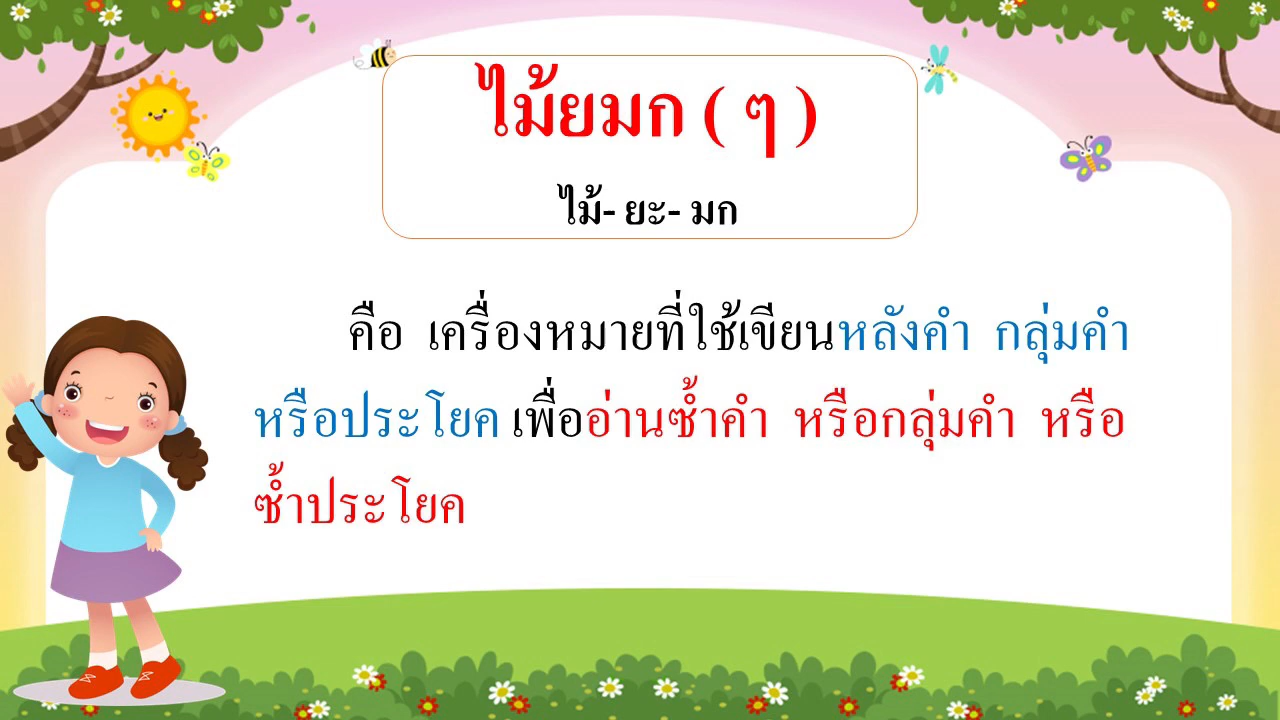 ไม้ยมก ( ๆ )
ไม้- ยะ- มก
คือ เครื่องหมายที่ใช้เขียนหลังคำ กลุ่มคำ
หรือประโยค เพื่ออ่านซ้ำคำ หรือกลุ่มคำ หรือ
ซ้ำประโยค